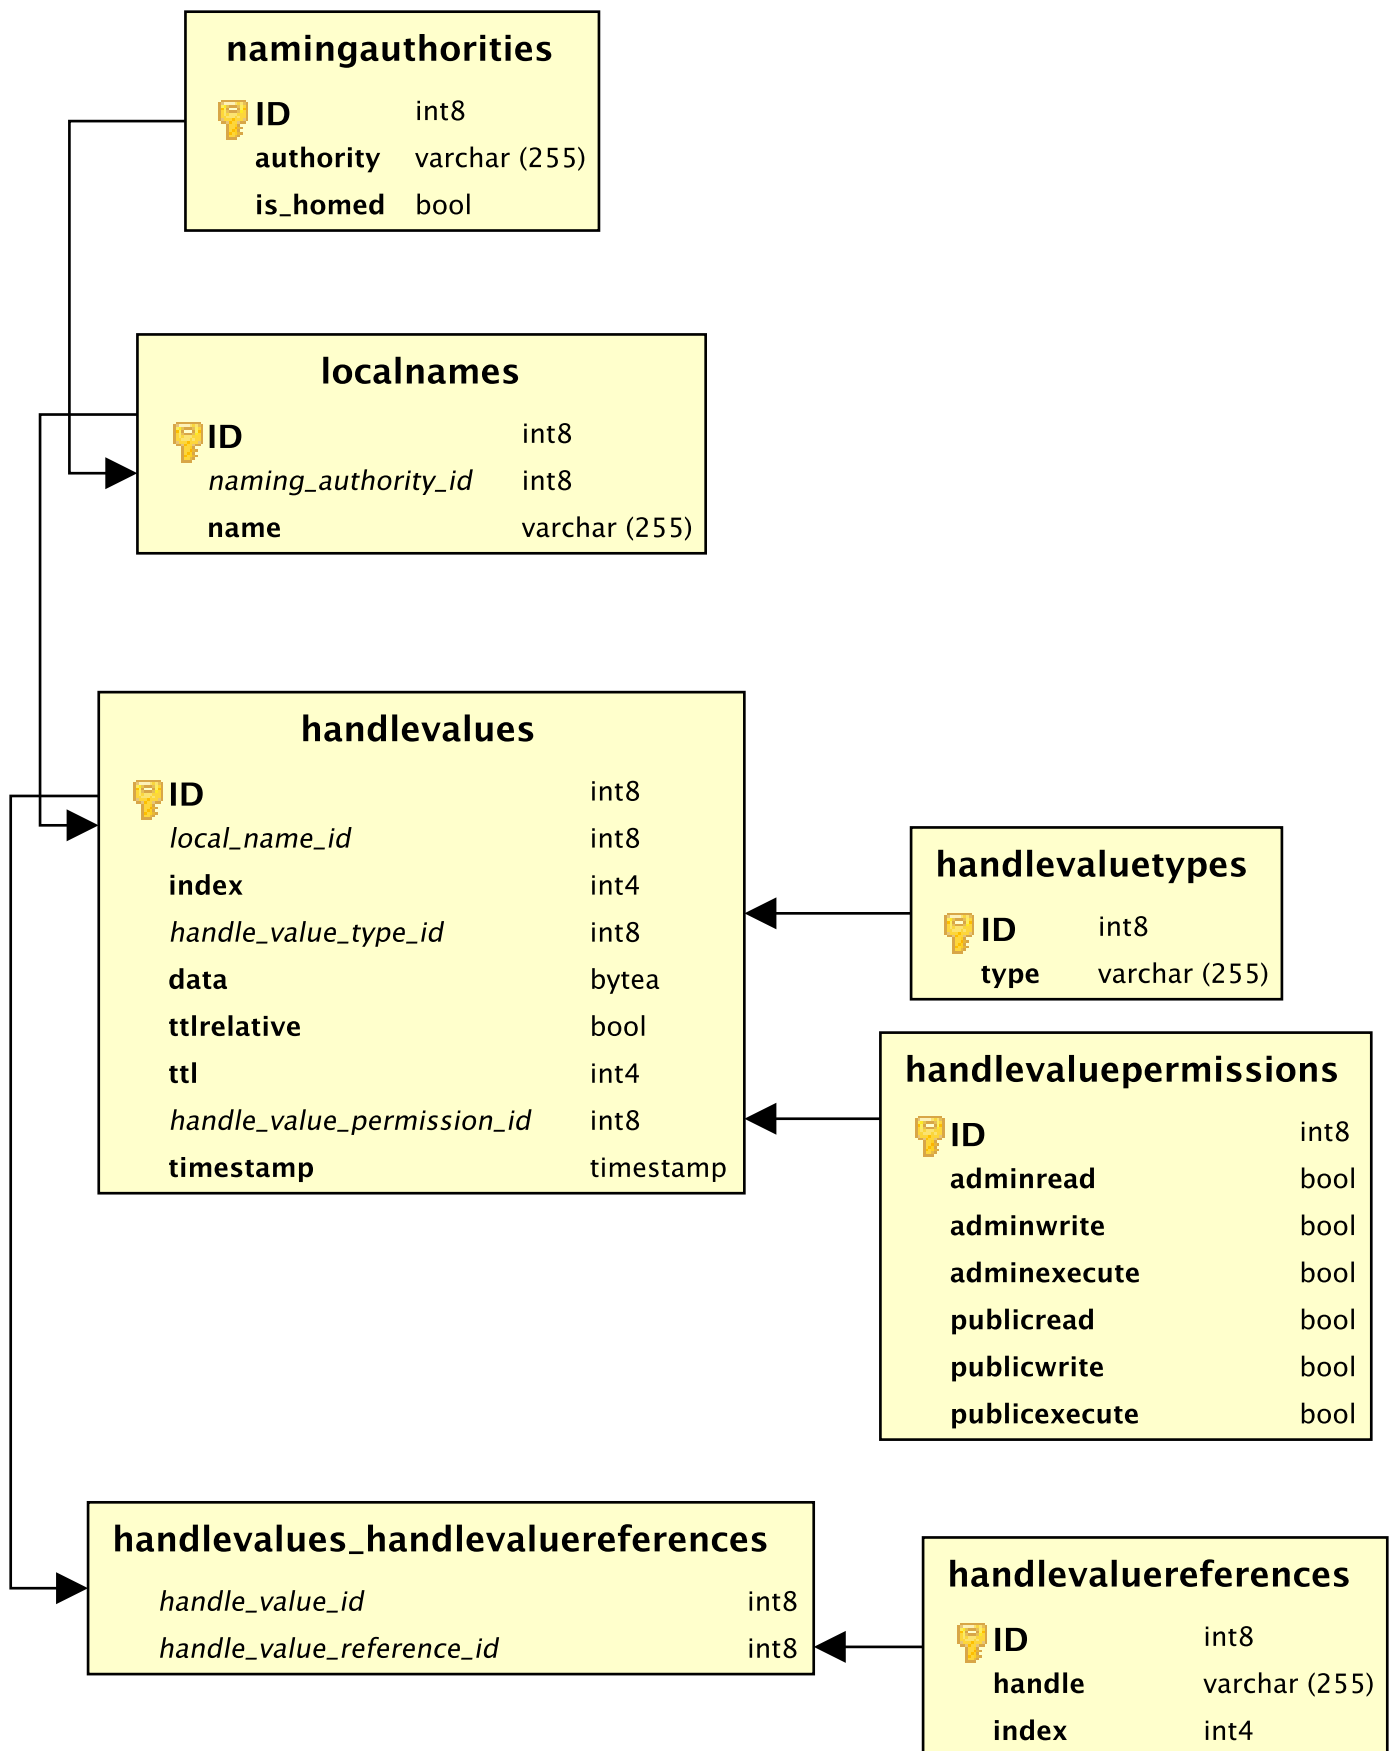 namingauthorities
ID int8
authority varchar (255)
is_homed bool
localnames
ID int8
naming_authority_id int8
name varchar (255)
handlevalues
ID int8
local_name_id int8
index int4
handle_value_type_id int8
data bytea
ttlrelative bool
ttl int4
handle_value_permission_id int8
timestamp timestamp
handlevaluetypes
ID int8
type varchar (255)
handlevaluepermissions
ID int8
adminread bool
adminwrite bool
adminexecute bool
publicread bool
publicwrite bool
publicexecute bool
handlevalues_handlevaluereferences
handle_value_id int8
handle_value_reference_id int8
handlevaluereferences
ID int8
handle varchar (255)
index int4